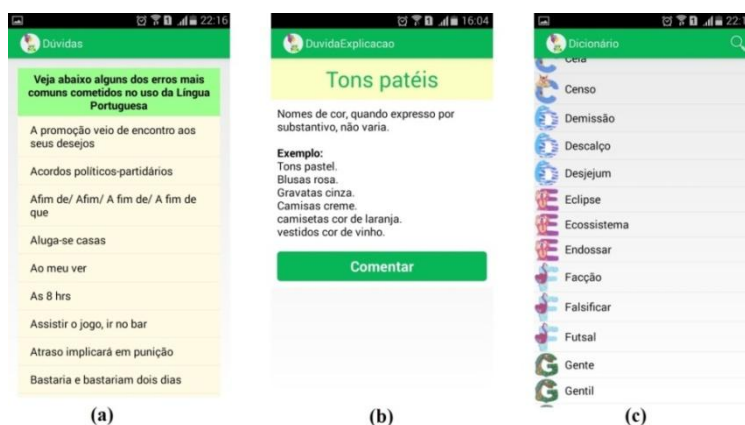 22:16
Dúvidas
Veja abaixo alguns dos erros mais
comuns cometidos no uso da Língua
Portuguesa
A promoção veio de encontro aos
seus desejos
Acordos políticos-partidários
Afim de/ Afim/ A fim de/ A fim de
que
Aluga-se casas
Ao meu ver
As 8 hrs
Assistir o jogo, ir no bar
Atraso implicará em punição
Bastaria e bastariam dois dias
(a)
16:04
DuvidaExplicacao
Tons patéis
Nomes de cor, quando expresso por
substantivo, não varia.
Exemplo:
Tons pastel.
Blusas rosa.
Gravatas cinza.
Camisas creme.
camisetas cor de laranja.
vestidos cor de vinho.
Comentar
(b)
Dicionário
Censo
Demissão
Descalço
Desjejum
Eclipse
Ecossistema
Endossar
Facção
Falsificar
Futsal
Gente
Gentil
(c)